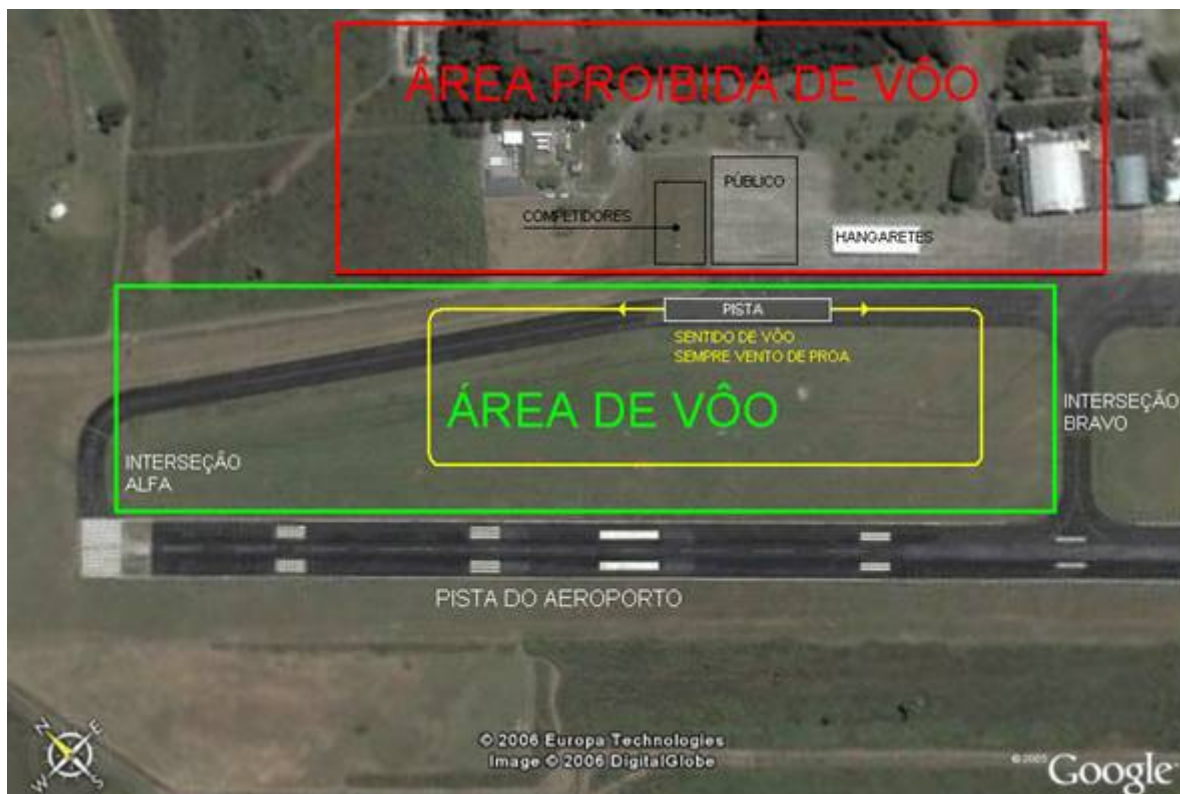 ÁREA PROIBIDA DE VÔO
PÚBLICO
COMPETIDORES
HANGARETES
PISTA
SENTIDO DE VÔO
SEMPRE VENTO DE PROA
ÁREA DE VÔO
INTERSEÇÃO
BRAVO
INTERSEÇÃO
ALFA
PISTA DO AEROPORTO
N
E
W
S
© 2006 Europa Technologies
Image © 2006 DigitalGlobe
© 2005 Google